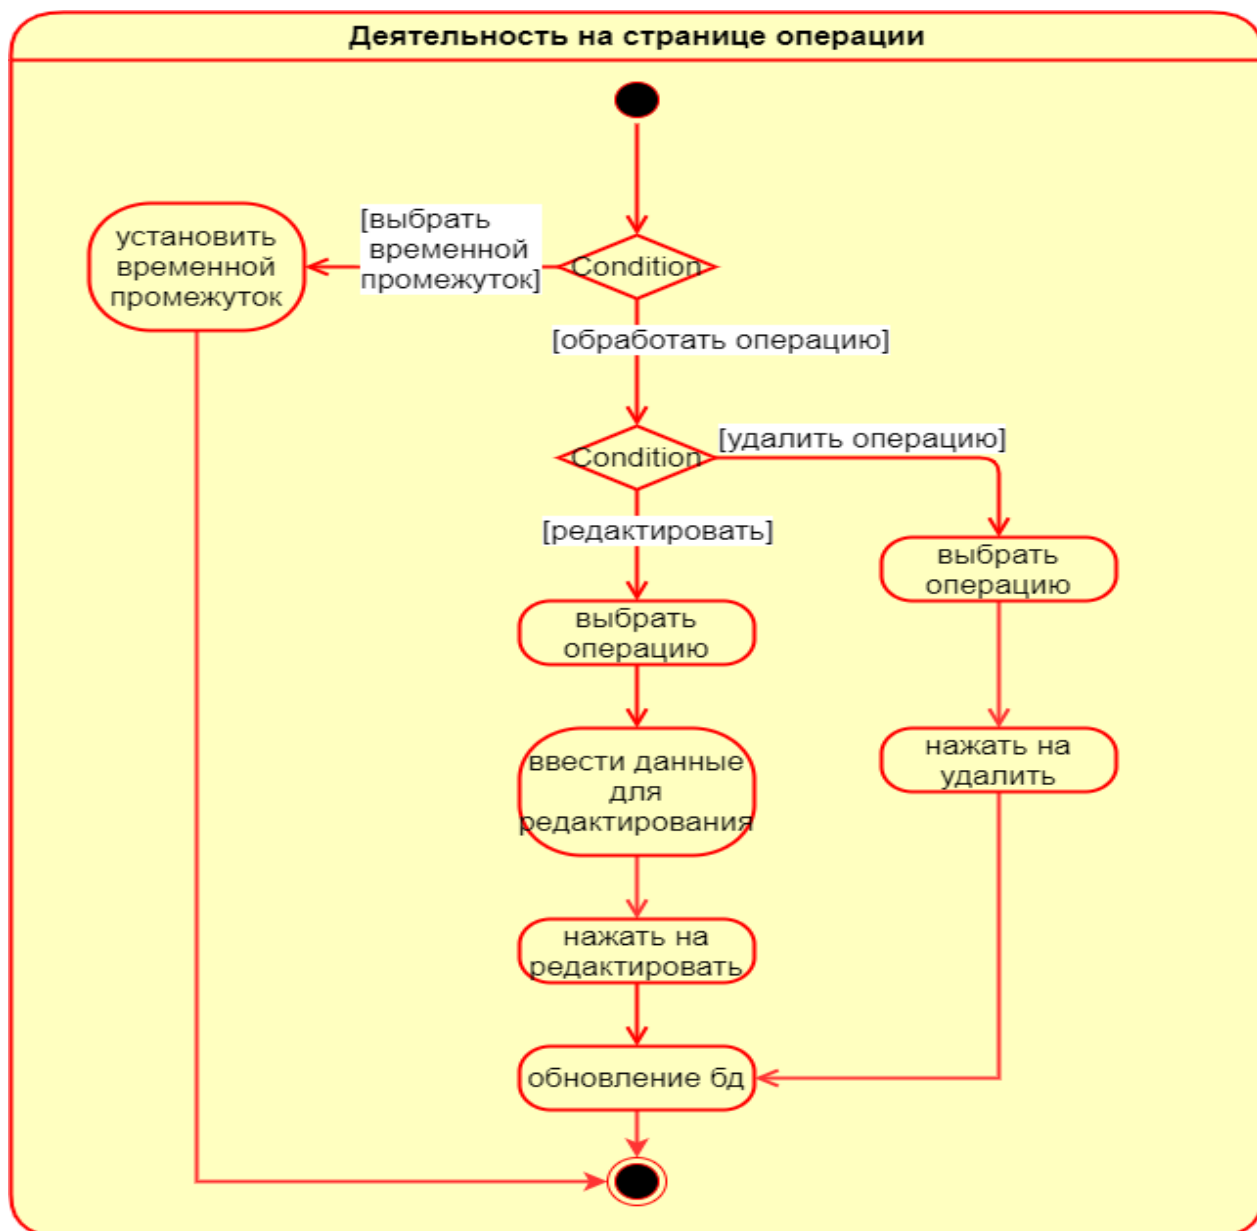 Деятельность на странице операции
[выбрать
временной
промежуток]
установить
временной
промежуток
Condition
[обработать операцию]
Condition
[удалить операцию]
[редактировать]
выбрать
операцию
выбрать
операцию
ввести данные
для
редактирования
нажать на
удалить
нажать на
редактировать
обновление бд